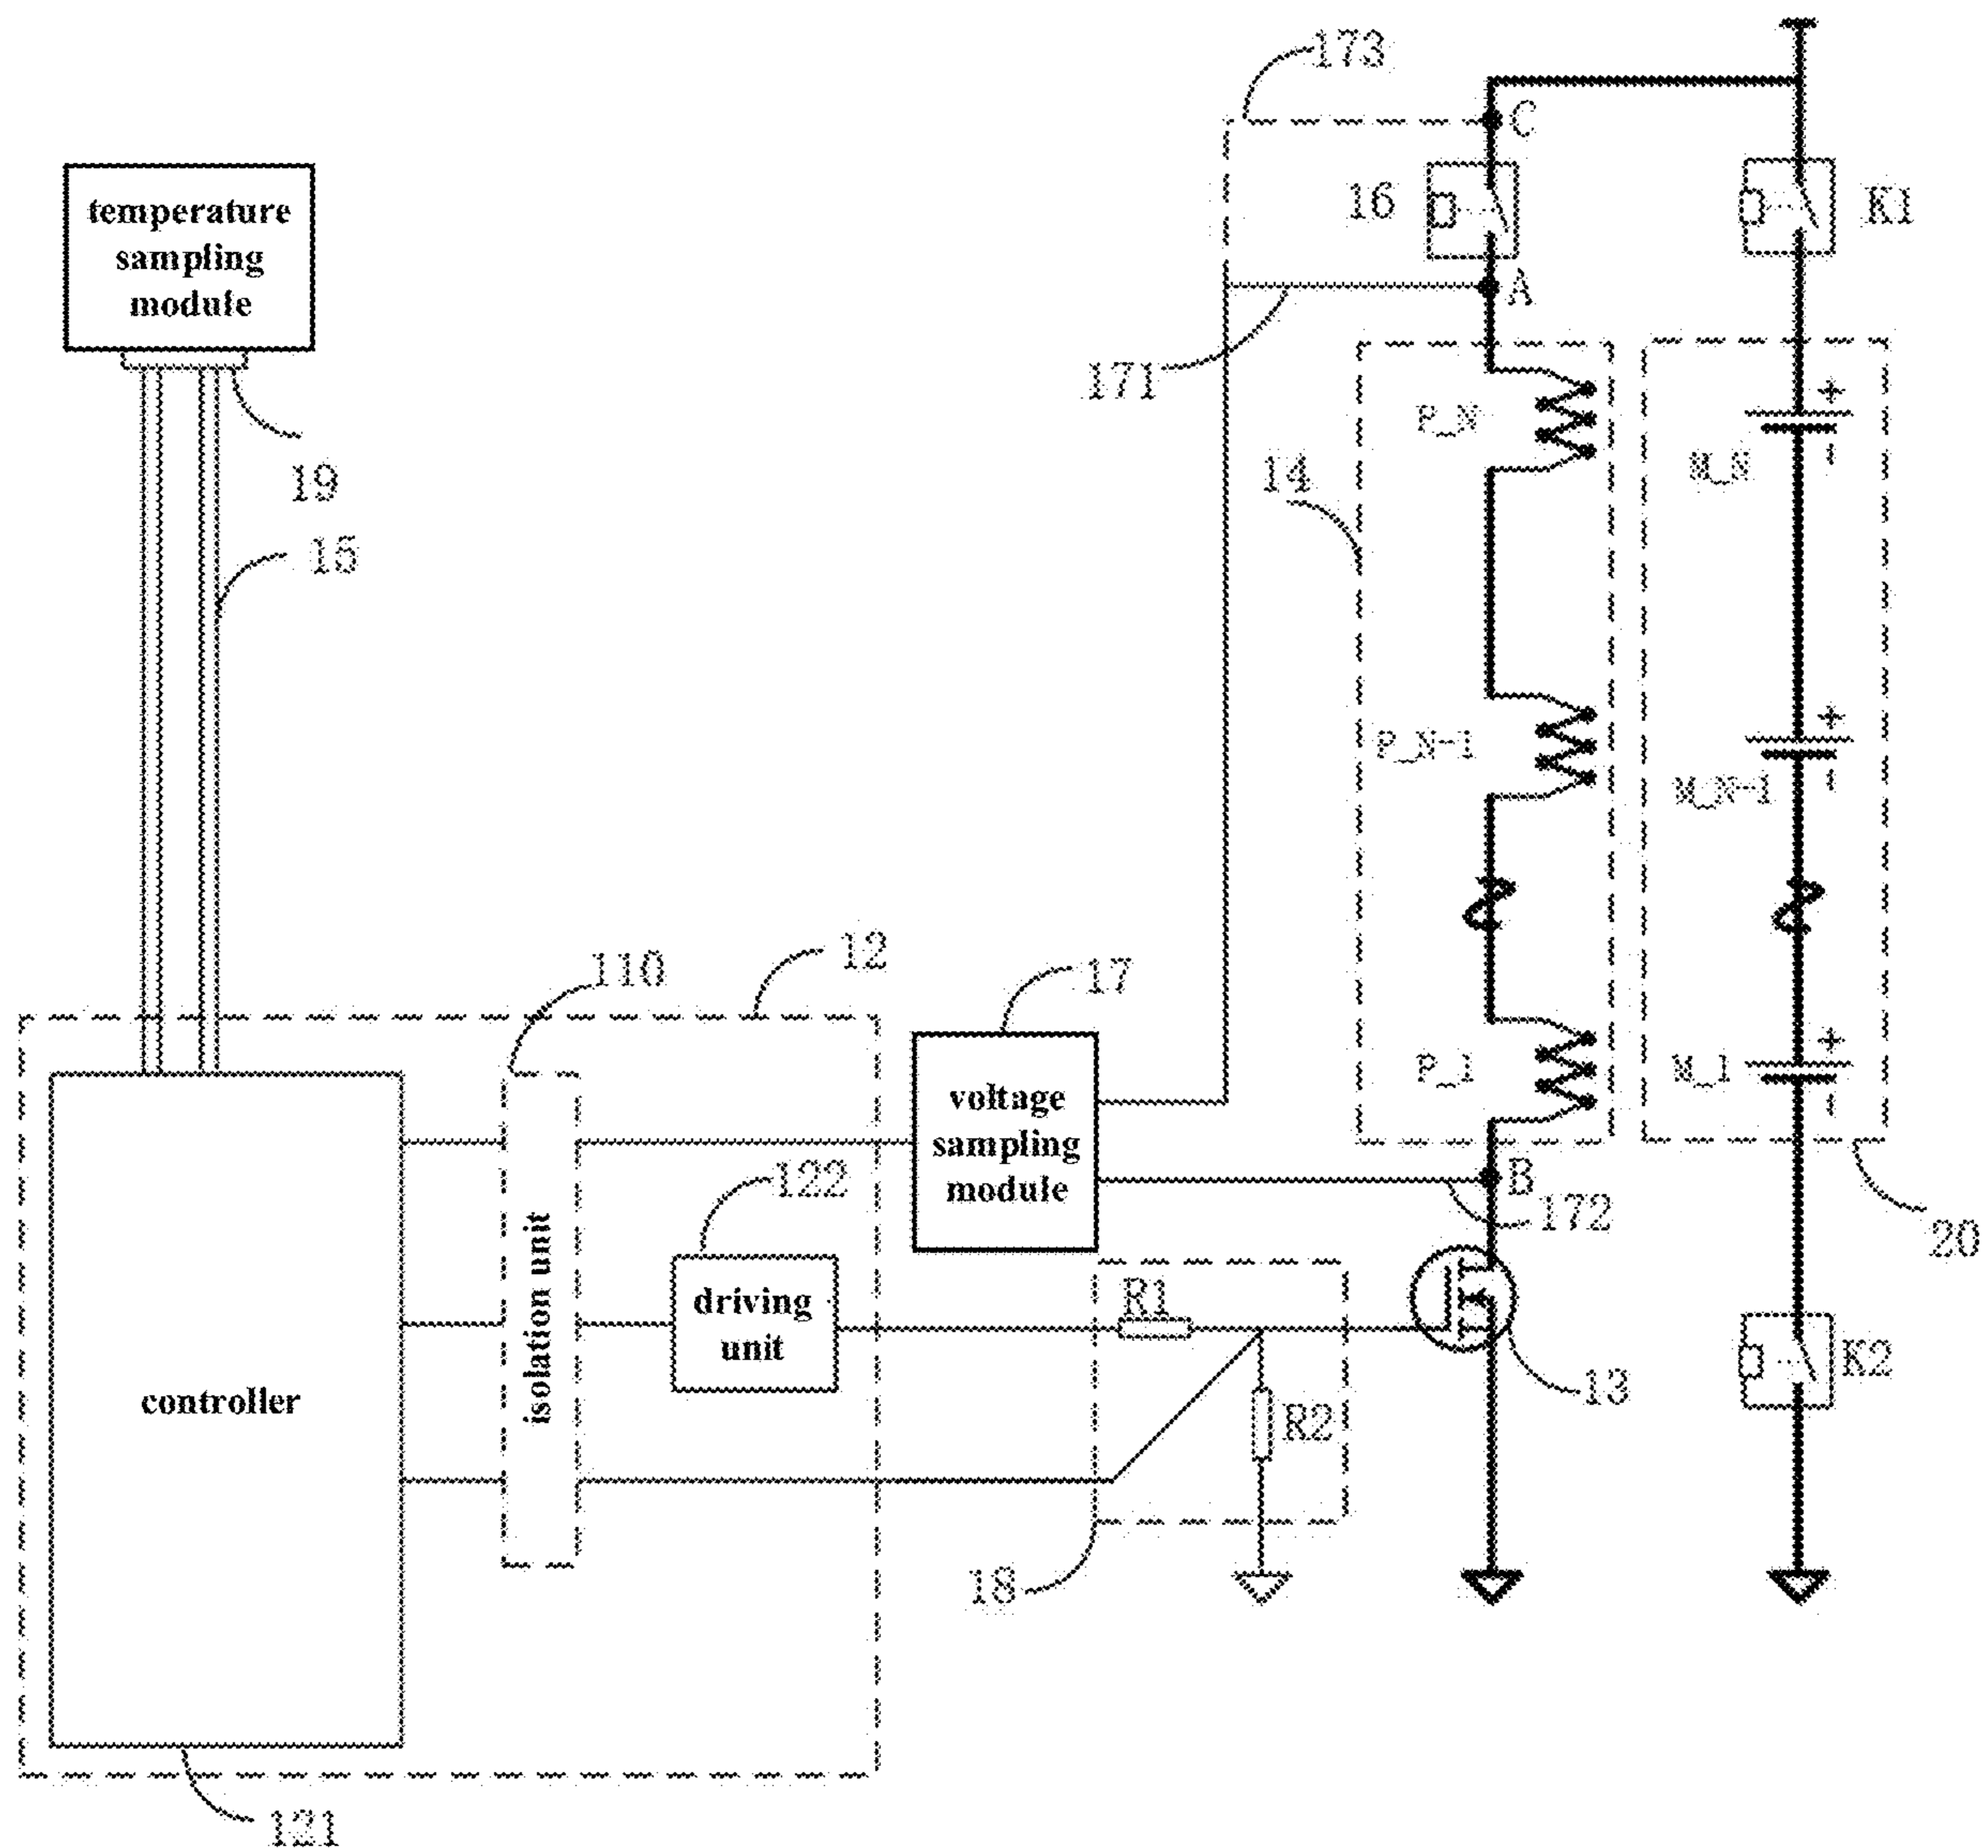 173
C
16
K1
temperature
sampling
module
A
171
+
P_N
M_N
14
19
15
+
P_N-1
M_N-1
12
110
17
+
P_1
M_1
voltage
sampling
module
122
B
172
20
isolation unit
driving
unit
R1
13
K2
controller
R2
18
121